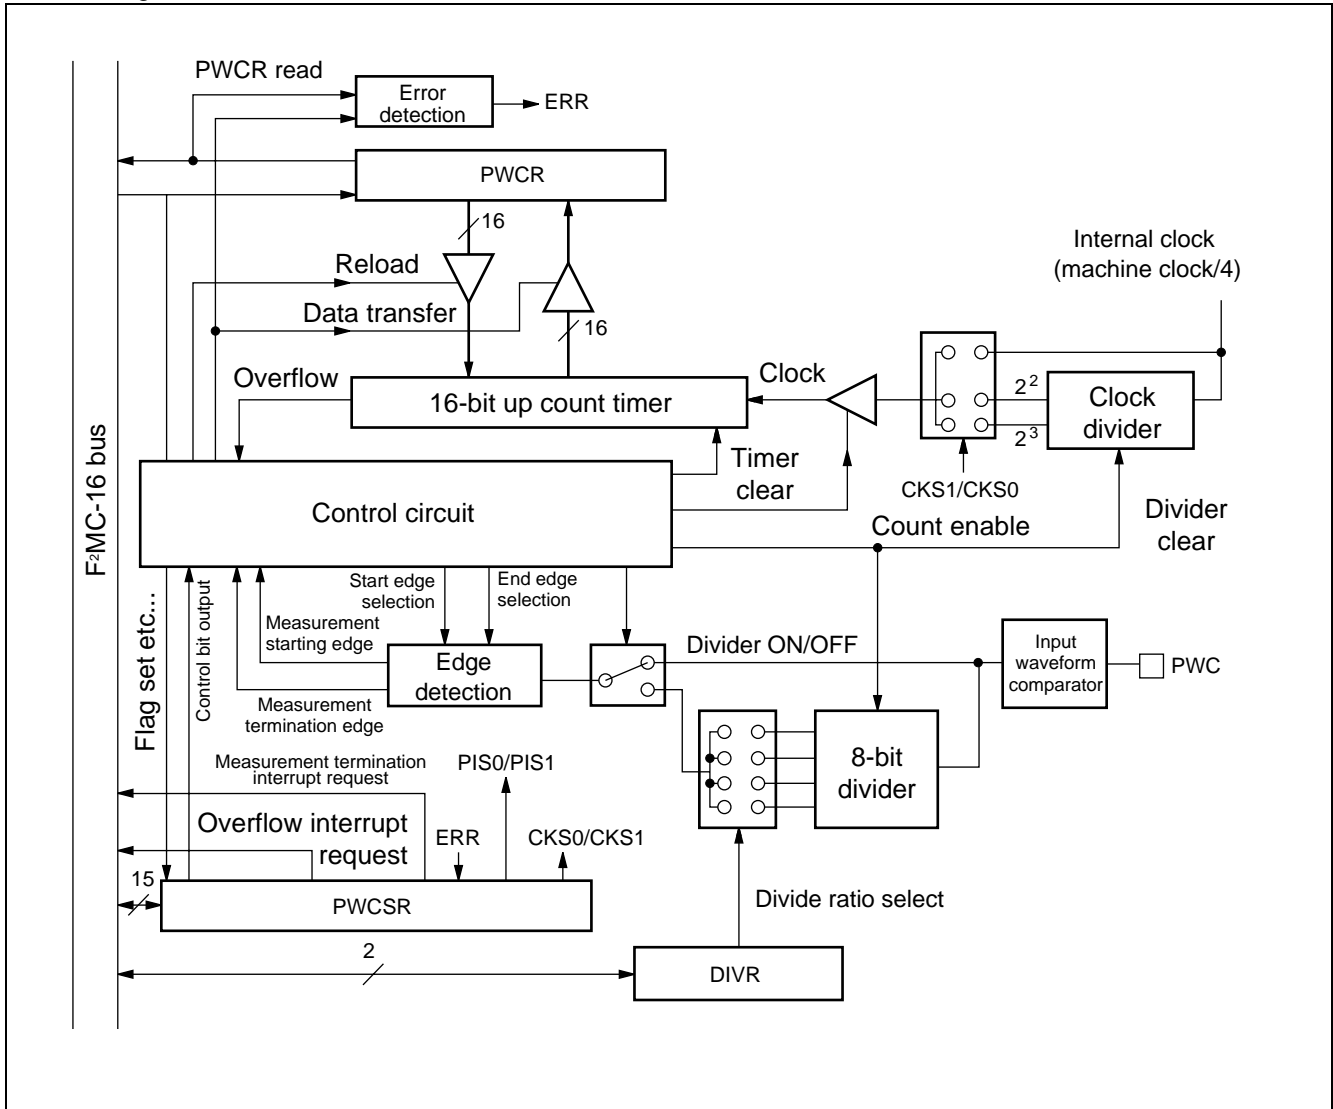 PWCR read
Error
detection
ERR
PWCR
16
Internal clock
(machine clock/4)
Reload
Data transfer
16
Overflow
Clock
16-bit up count timer
2²
2³
Clock
divider
Timer
clear
CKS1/CKS0
Control circuit
Count enable
Divider
clear
F²MC-16 bus
Flag set etc...
Control bit output
Start edge
selection
End edge
selection
Measurement
starting edge
Edge
detection
Divider ON/OFF
Input
waveform
comparator
PWC
Measurement
termination edge
8-bit
divider
Measurement termination
interrupt request
PIS0/PIS1
Overflow interrupt
request
ERR
CKS0/CKS1
15
PWCSR
Divide ratio select
2
DIVR